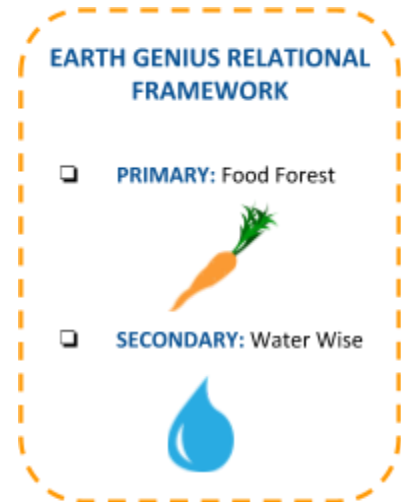 EARTH GENIUS RELATIONAL
FRAMEWORK
❏ PRIMARY: Food Forest
❏ SECONDARY: Water Wise